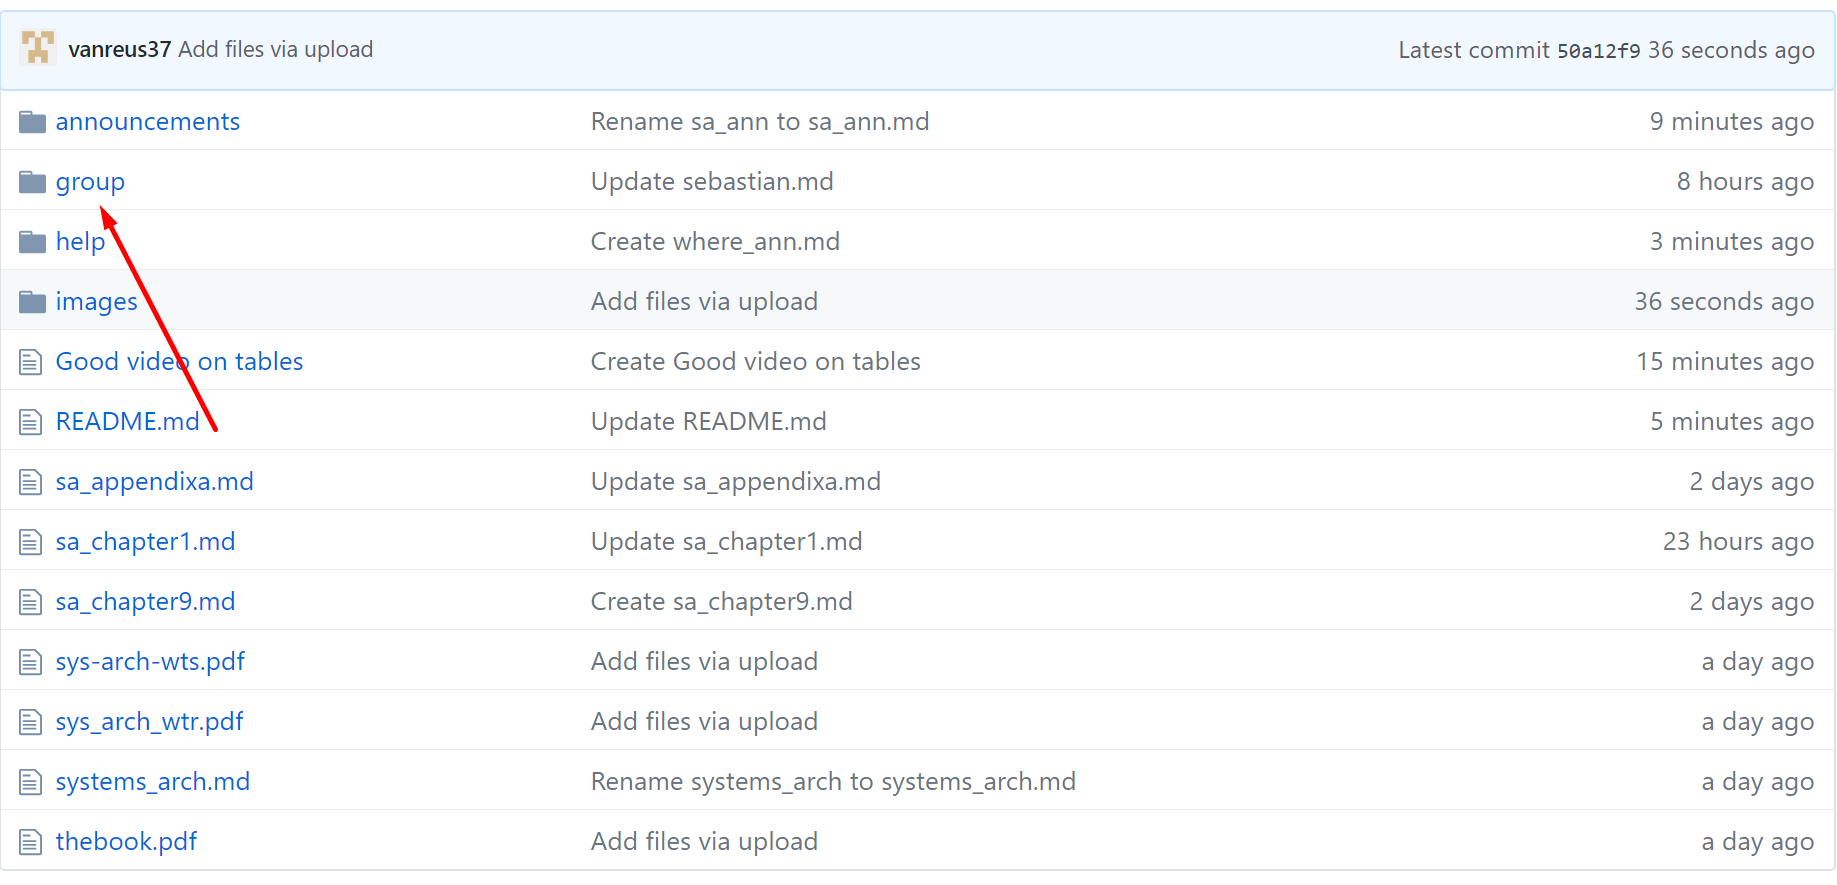 vanreus37 Add files via upload Latest commit 50a12f9 36 seconds ago
announcements Rename sa_ann to sa_ann.md 9 minutes ago
group Update sebastian.md 8 hours ago
help Create where_ann.md 3 minutes ago
images Add files via upload 36 seconds ago
Good video on tables Create Good video on tables 15 minutes ago
README.md Update README.md 5 minutes ago
sa_appendixa.md Update sa_appendixa.md 2 days ago
sa_chapter1.md Update sa_chapter1.md 23 hours ago
sa_chapter9.md Create sa_chapter9.md 2 days ago
sys-arch-wts.pdf Add files via upload a day ago
sys_arch_wtr.pdf Add files via upload a day ago
systems_arch.md Rename systems_arch to systems_arch.md a day ago
thebook.pdf Add files via upload a day ago